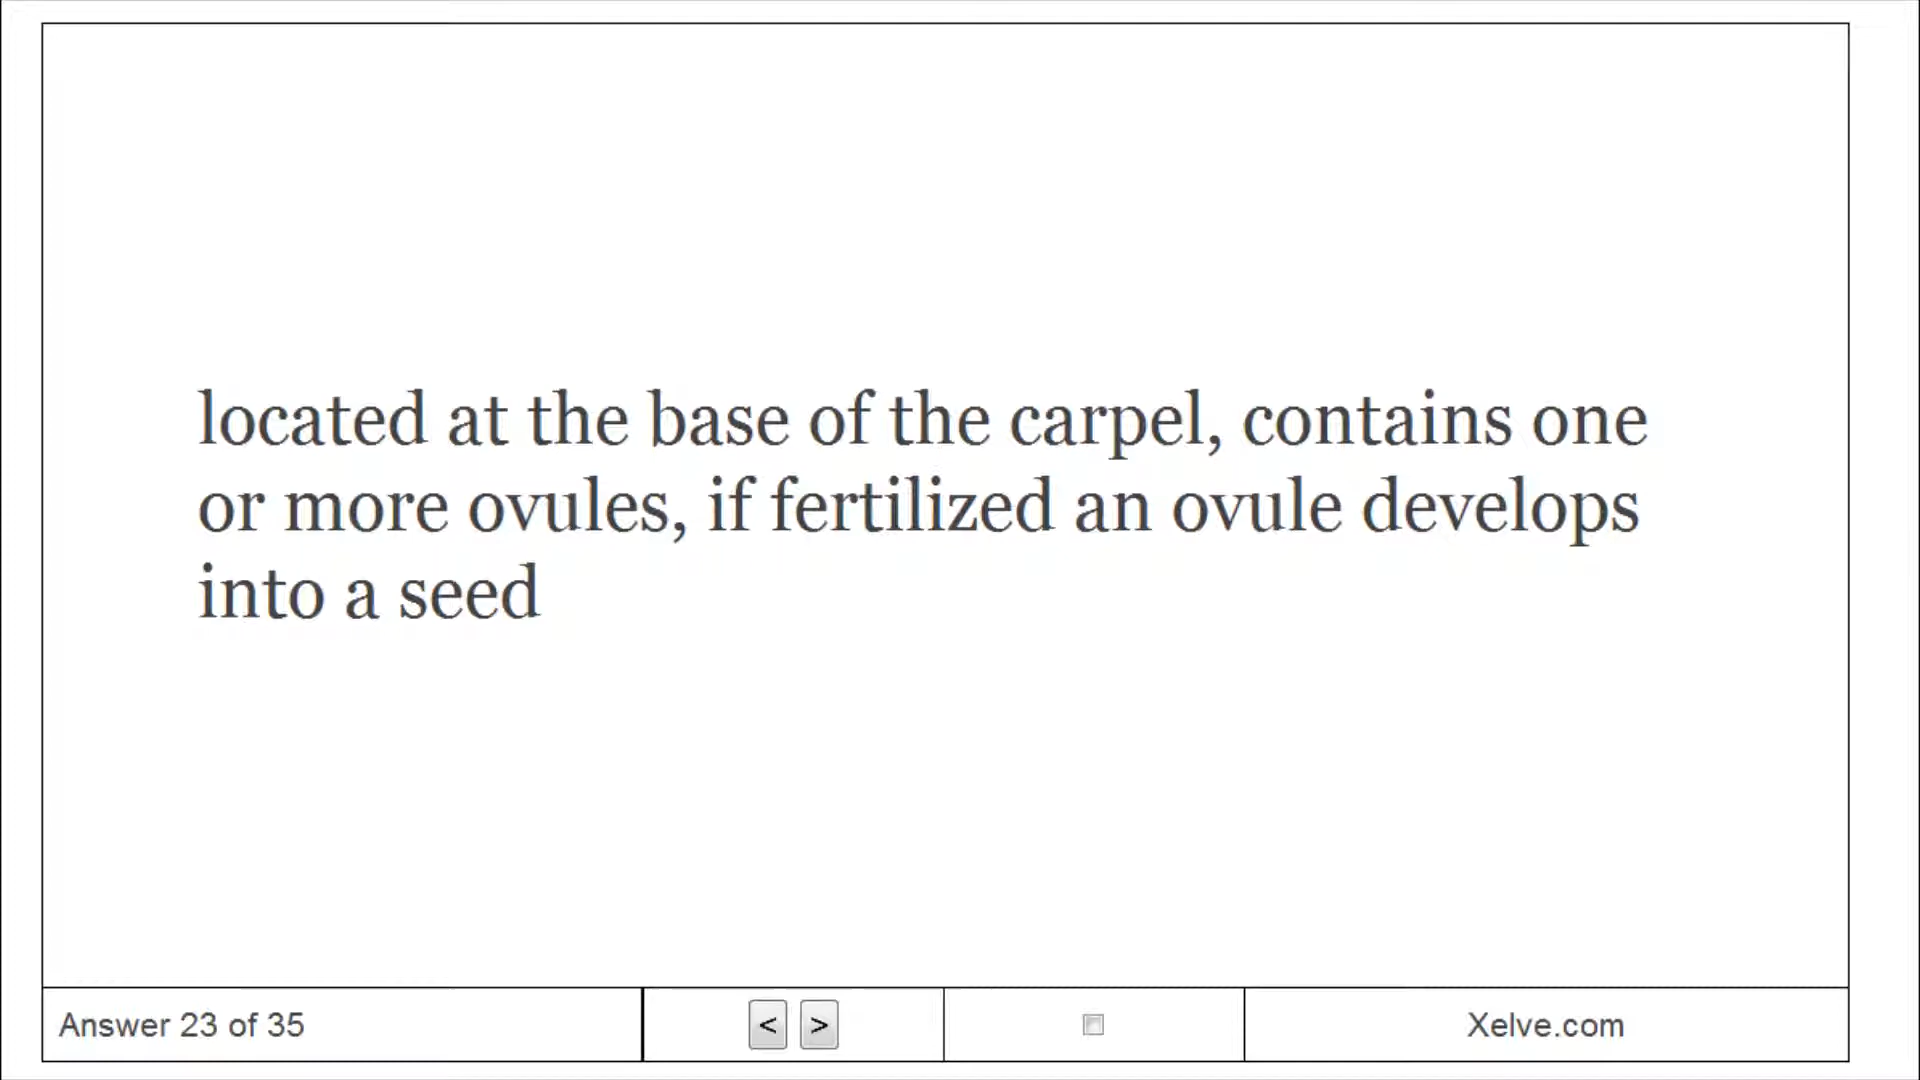 located at the base of the carpel, contains one
or more ovules, if fertilized an ovule develops
into a seed
Answer 23 of 35
< >
Xelve.com